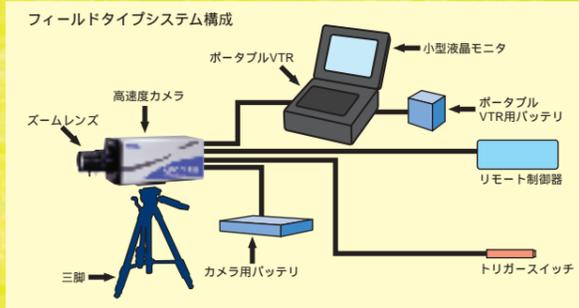 フィールドタイプシステム構成
ポータブルVTR
小型液晶モニタ
高速度カメラ
ズームレンズ
ポータブル
VTR用バッテリ
リモート制御器
三脚
カメラ用バッテリ
トリガースイッチ